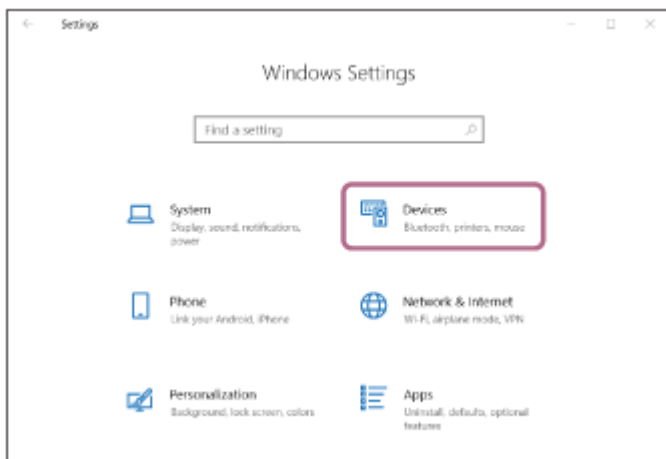 Settings
Windows Settings
Find a setting
System
Display, sound, notifications,
power
Devices
Bluetooth, printers, mouse
Phone
Link your Android, iPhone
Network & Internet
Wi-Fi, airplane mode, VPN
Personalization
Background, lock screen, colors
Apps
Uninstall, defaults, optional
features